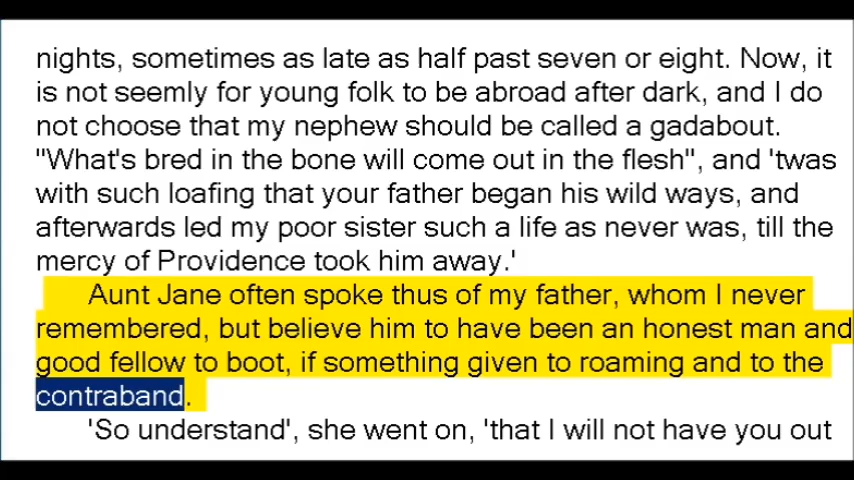 nights, sometimes as late as half past seven or eight. Now, it
is not seemly for young folk to be abroad after dark, and I do
not choose that my nephew should be called a gadabout.
"What's bred in the bone will come out in the flesh", and 'twas
with such loafing that your father began his wild ways, and
afterwards led my poor sister such a life as never was, till the
mercy of Providence took him away.'
Aunt Jane often spoke thus of my father, whom I never
remembered, but believe him to have been an honest man and
good fellow to boot, if something given to roaming and to the
contraband.
'So understand', she went on, 'that I will not have you out